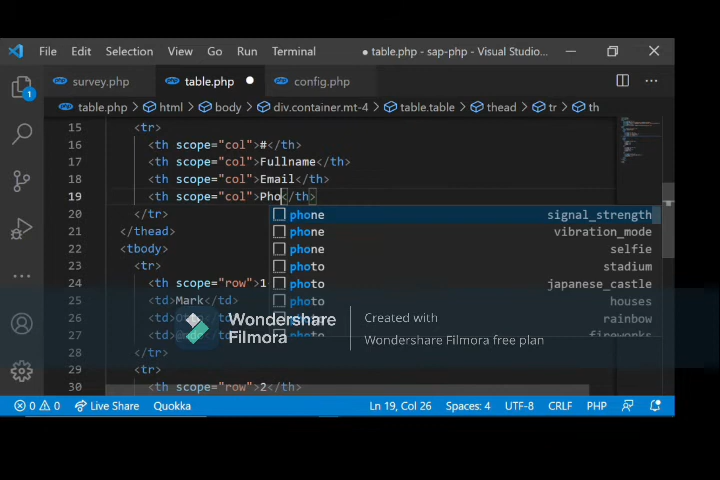 File Edit Selection View Go Run Terminal ● table.php - sap-php - Visual Studio...
survey.php table.php ● config.php
table.php > html > body > div.container.mt-4 > table.table > thead > tr > th
15 <tr>
16 <th scope="col">#</th>
17 <th scope="col">Fullname</th>
18 <th scope="col">Email</th>
19 <th scope="col">Pho</th>
20 </tr>
phone signal_strength
21 </thead>
phone vibration_mode
22 <tbody>
phone selfie
23 <tr>
photo stadium
24 <th scope="row">1
photo japanese_castle
25 <td>Mark</td>
photo houses
26 <td></td>
photo rainbow
27 </td>
photo fireworks
28 </tr>
29 <tr>
30 <th scope="row">2</th>
Wondershare
Filmora
Created with
Wondershare Filmora free plan
1
0 0 Live Share Quokka Ln 19, Col 26 Spaces: 4 UTF-8 CRLF PHP